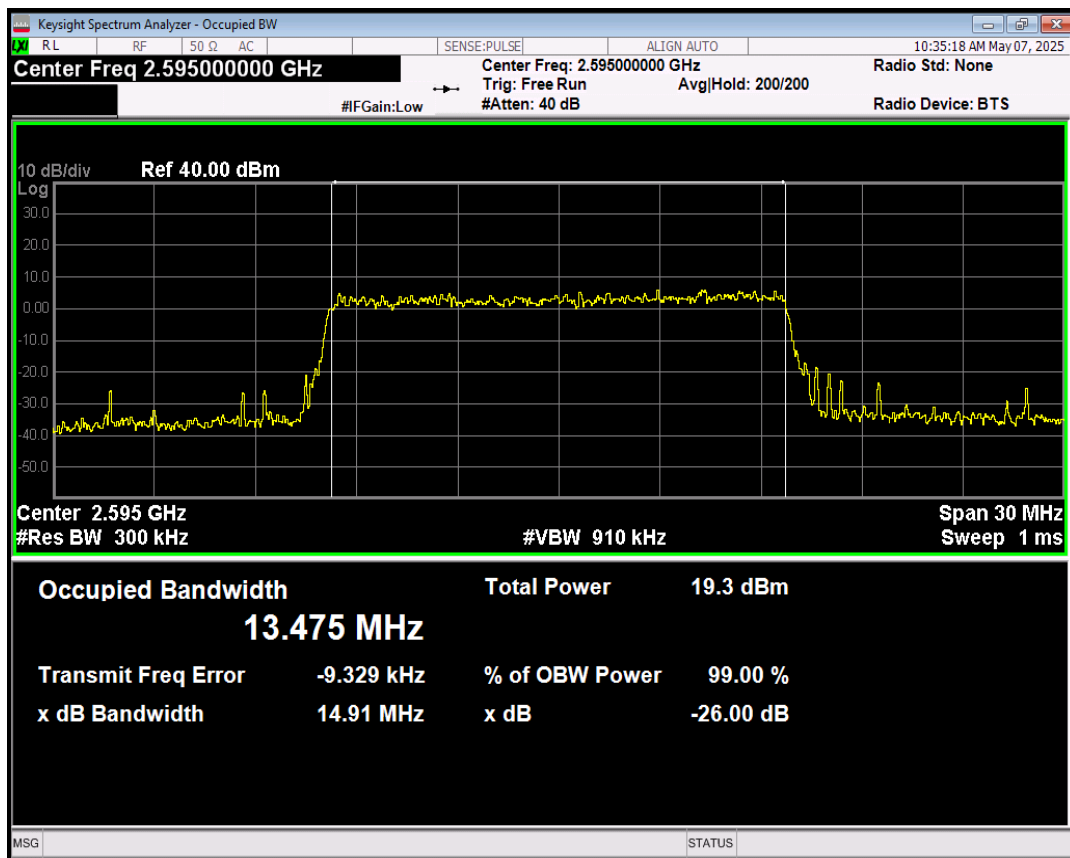 Keysight Spectrum Analyzer - Occupied BW
LXI RL RF 50 Ω AC SENSE:PULSE ALIGN AUTO 10:35:18 AM May 07, 2025
Center Freq 2.595000000 GHz Center Freq: 2.595000000 GHz Radio Std: None
Trig: Free Run Avg|Hold: 200/200
#IFGain:Low #Atten: 40 dB Radio Device: BTS
10 dB/div Ref 40.00 dBm
Log
30.0
20.0
10.0
0.00
-10.0
-20.0
-30.0
-40.0
-50.0
Center 2.595 GHz Span 30 MHz
#Res BW 300 kHz #VBW 910 kHz Sweep 1 ms
Occupied Bandwidth Total Power 19.3 dBm
13.475 MHz
Transmit Freq Error -9.329 kHz % of OBW Power 99.00 %
x dB Bandwidth 14.91 MHz x dB -26.00 dB
MSG STATUS